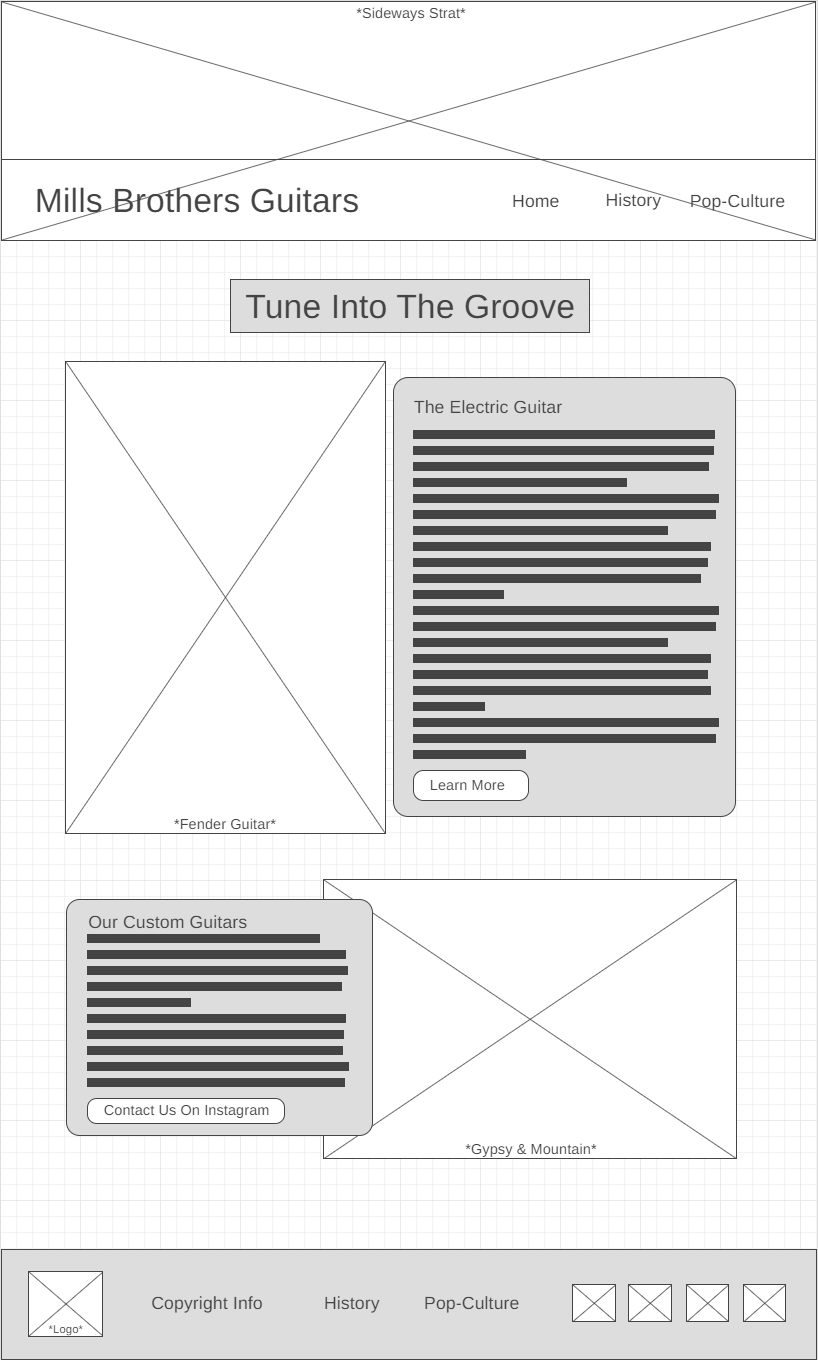 *Sideways Strat*
Mills Brothers Guitars
Home
History
Pop-Culture
Tune Into The Groove
*Fender Guitar*
The Electric Guitar
Learn More
Our Custom Guitars
Contact Us On Instagram
*Gypsy & Mountain*
*Logo*
Copyright Info
History
Pop-Culture